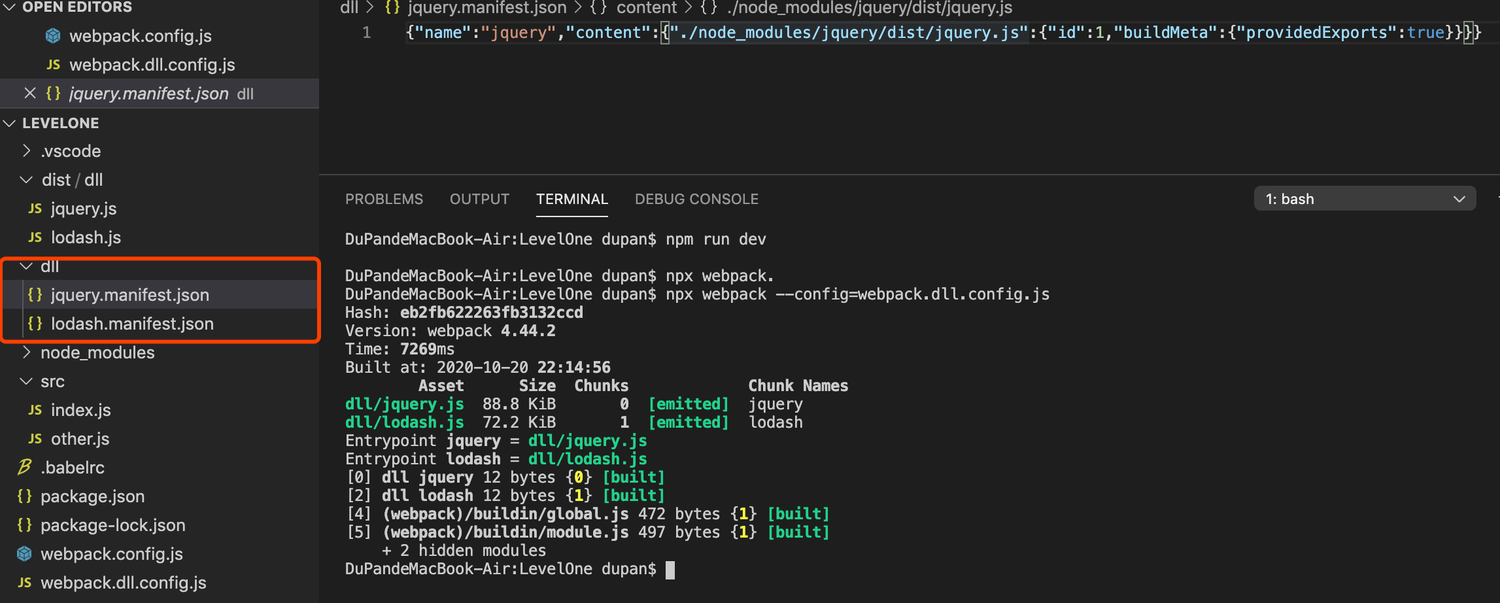 OPEN EDITORS
webpack.config.js
JS webpack.dll.config.js
{} jquery.manifest.json dll
LEVELONE
.vscode
dist / dll
JS jquery.js
JS lodash.js
dll
{} jquery.manifest.json
{} lodash.manifest.json
node_modules
src
JS index.js
JS other.js
.babelrc
{} package.json
{} package-lock.json
webpack.config.js
JS webpack.dll.config.js
dll > {} jquery.manifest.json > {} content > {} ./node_modules/jquery/dist/jquery.js
1 {"name":"jquery","content":{"./node_modules/jquery/dist/jquery.js":{"id":1,"buildMeta":{"providedExports":true}}}}
PROBLEMS OUTPUT TERMINAL DEBUG CONSOLE 1: bash
DuPandeMacBook-Air:LevelOne dupan$ npm run dev
DuPandeMacBook-Air:LevelOne dupan$ npx webpack.
DuPandeMacBook-Air:LevelOne dupan$ npx webpack --config=webpack.dll.config.js
Hash: eb2fb622263fb3132ccd
Version: webpack 4.44.2
Time: 7269ms
Built at: 2020-10-20 22:14:56
Asset Size Chunks Chunk Names
dll/jquery.js 88.8 KiB 0 [emitted] jquery
dll/lodash.js 72.2 KiB 1 [emitted] lodash
Entrypoint jquery = dll/jquery.js
Entrypoint lodash = dll/lodash.js
[0] dll jquery 12 bytes {0} [built]
[2] dll lodash 12 bytes {1} [built]
[4] (webpack)/buildin/global.js 472 bytes {1} [built]
[5] (webpack)/buildin/module.js 497 bytes {1} [built]
+ 2 hidden modules
DuPandeMacBook-Air:LevelOne dupan$